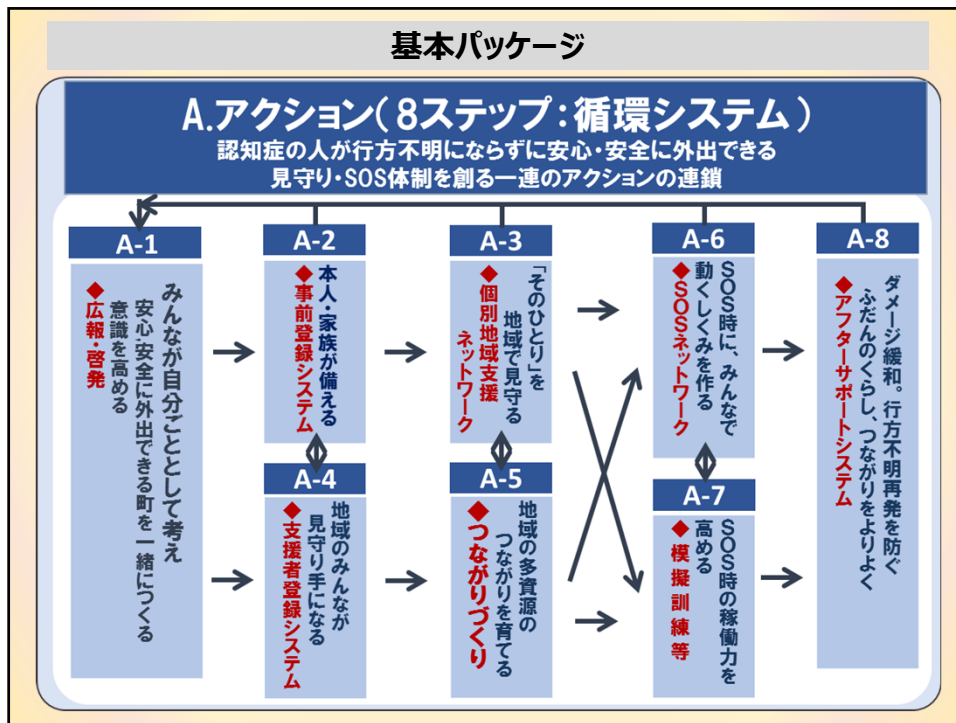 基本パッケージ
A.アクション（8ステップ：循環システム）
認知症の人が行方不明にならずに安心・安全に外出できる
見守り・SOS体制を創る一連のアクションの連鎖
A-1
みんなが自分ごととして考え
安心・安全に外出できる町を一緒につくる
意識を高める
◆広報・啓発
A-2
本人・家族が備える
◆事前登録システム
A-3
「そのひとり」を
地域で見守る
◆個別地域支援
ネットワーク
A-4
地域のみんなが
見守り手になる
◆支援者登録システム
A-5
地域の多資源の
つながりを育てる
◆つながりづくり
A-6
SOS時に、みんなで
動くしくみを作る
◆SOSネットワーク
A-7
SOS時の稼働力を
高める
◆模擬訓練等
A-8
ダメージ緩和。行方不明再発を防ぐ
ふだんのくらし、つながりをよりよく
◆アフターサポートシステム